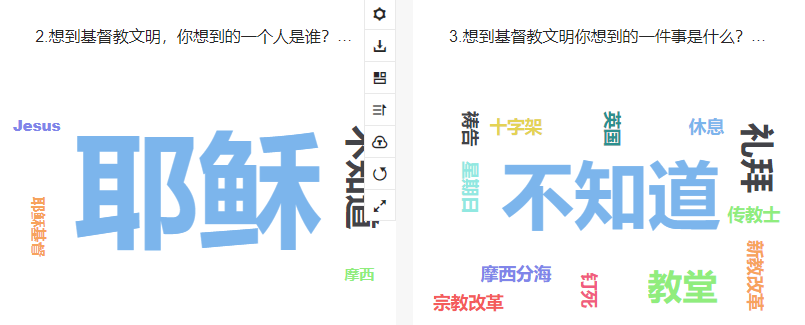 2.想到基督教文明，你想到的一个人是谁？…
Jesus
耶稣
不知道
耶稣基督
摩西
3.想到基督教文明你想到的一件事是什么？…
祷告
十字架
英国
休息
礼拜
星期日
不知道
传教士
摩西分海
钉死
教堂
新教改革
宗教改革